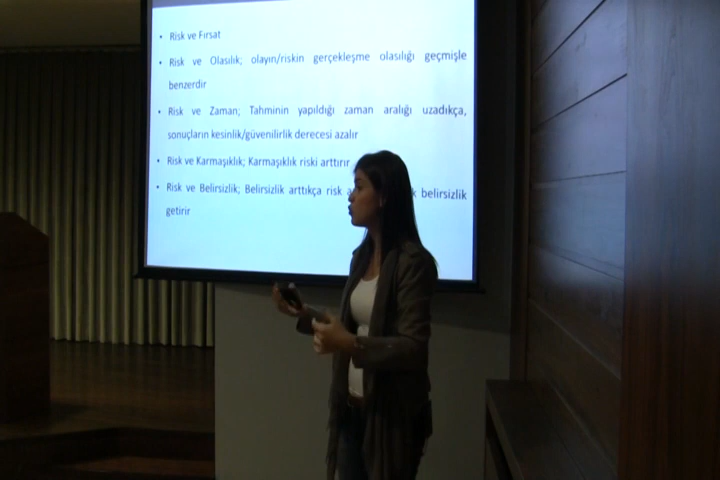 • Risk ve Fırsat
• Risk ve Olasılık; olayın/riskin gerçekleşme olasılığı geçmişle
benzerdir
• Risk ve Zaman; Tahminin yapıldığı zaman aralığı uzadıkça,
sonuçların kesinlik/güvenilirlik derecesi azalır
• Risk ve Karmaşıklık; Karmaşıklık riski arttırır
• Risk ve Belirsizlik; Belirsizlik arttıkça risk belirsizlik
getirir